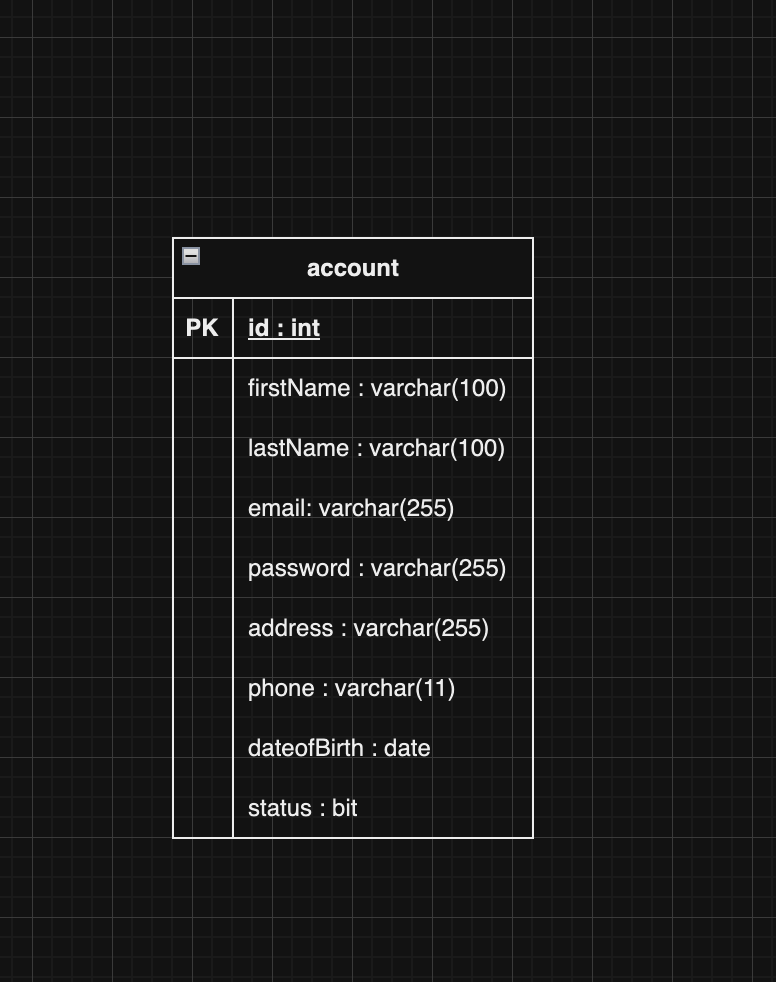 account
PK id : int
firstName : varchar(100)
lastName : varchar(100)
email: varchar(255)
password : varchar(255)
address : varchar(255)
phone : varchar(11)
dateofBirth : date
status : bit